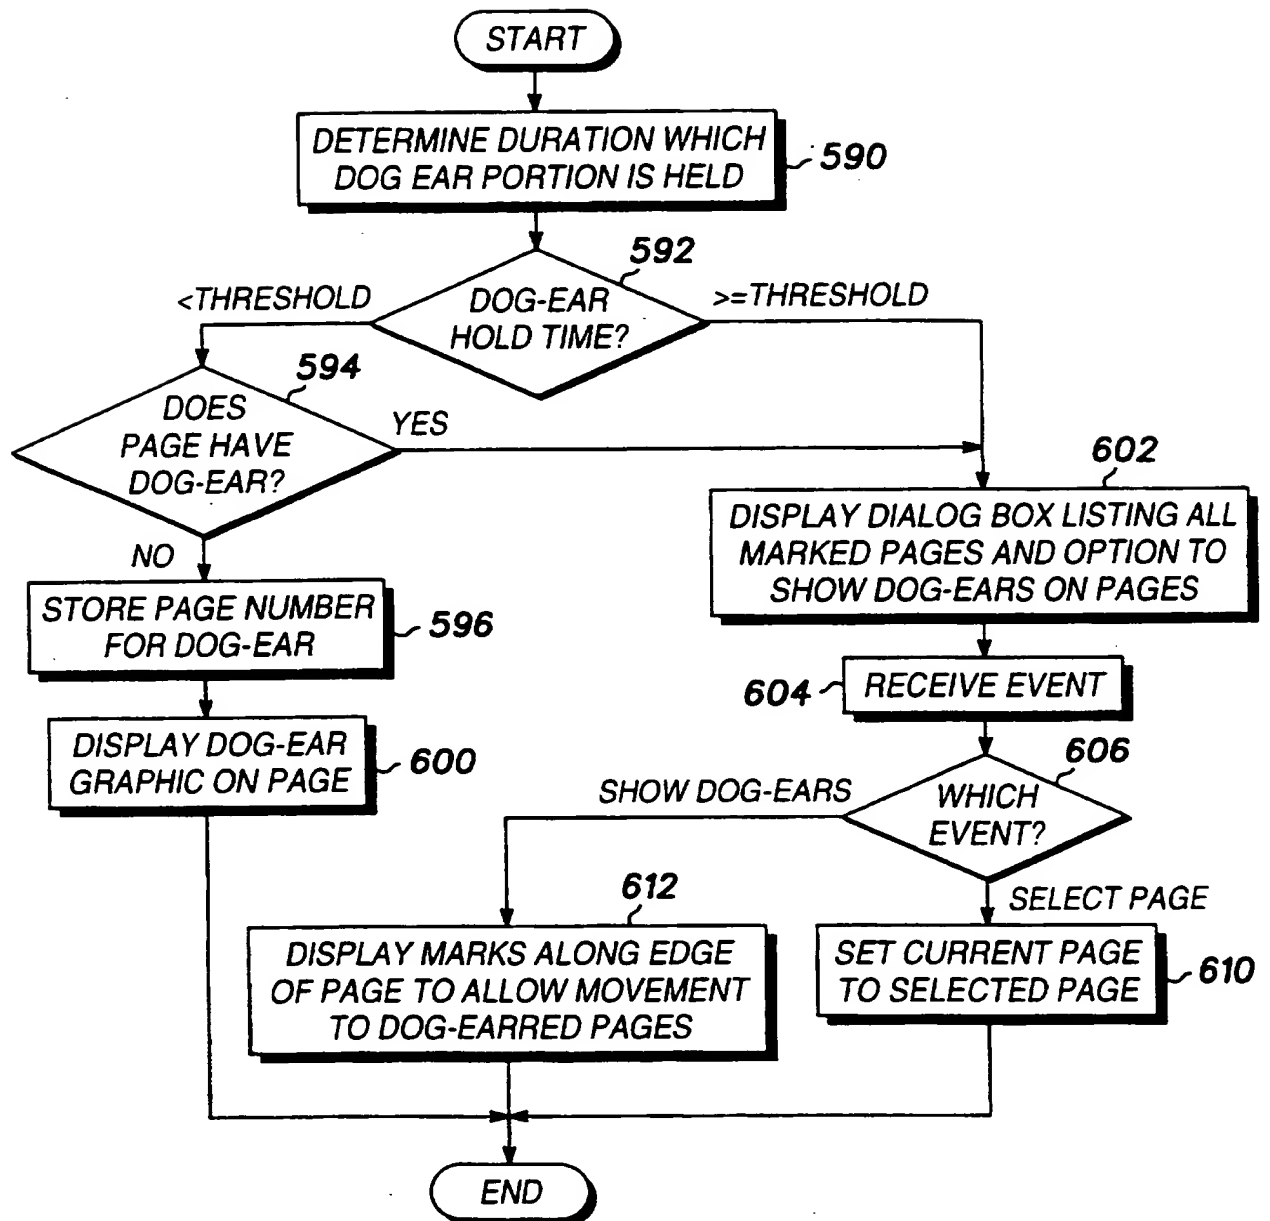 START
DETERMINE DURATION WHICH
DOG EAR PORTION IS HELD
590
592
<THRESHOLD
DOG-EAR
HOLD TIME?
>=THRESHOLD
594
DOES
PAGE HAVE
DOG-EAR?
YES
NO
602
DISPLAY DIALOG BOX LISTING ALL
MARKED PAGES AND OPTION TO
SHOW DOG-EARS ON PAGES
STORE PAGE NUMBER
FOR DOG-EAR
596
604
RECEIVE EVENT
DISPLAY DOG-EAR
GRAPHIC ON PAGE
600
606
SHOW DOG-EARS
WHICH
EVENT?
612
SELECT PAGE
DISPLAY MARKS ALONG EDGE
OF PAGE TO ALLOW MOVEMENT
TO DOG-EARRED PAGES
SET CURRENT PAGE
TO SELECTED PAGE
610
END